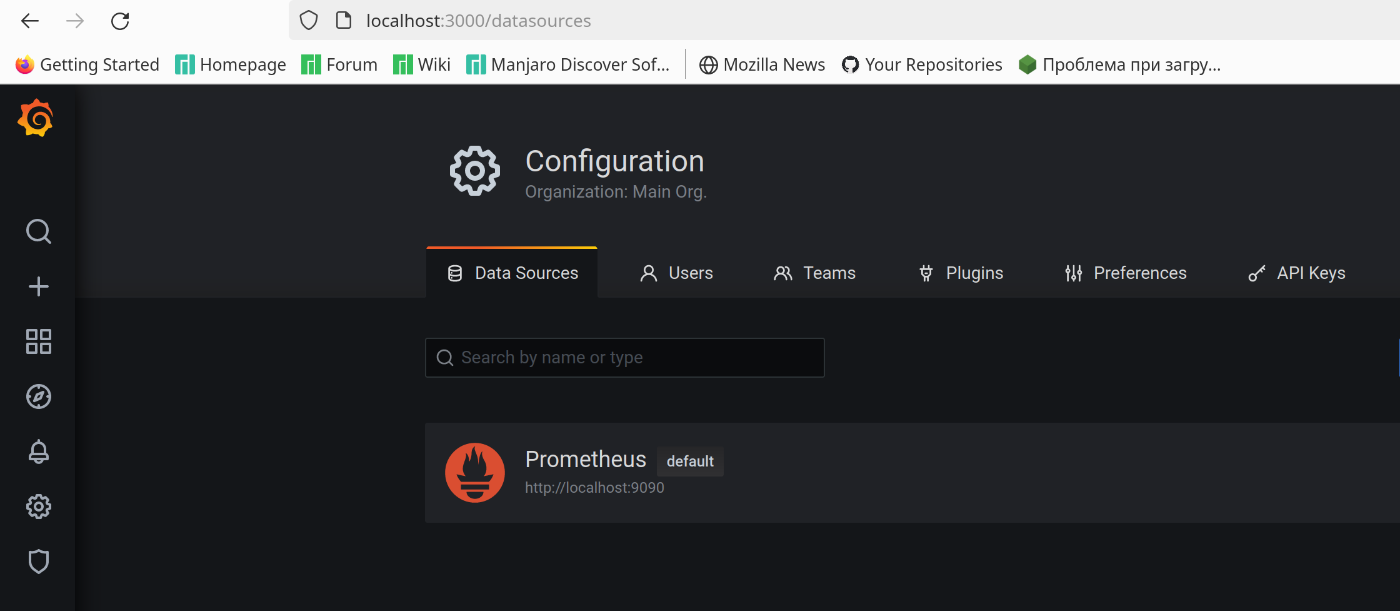 localhost:3000/datasources
Getting Started Homepage Forum Wiki Manjaro Discover Sof... Mozilla News Your Repositories Проблема при загру...
Configuration
Organization: Main Org.
Data Sources Users Teams Plugins Preferences API Keys
Search by name or type
Prometheus default
http://localhost:9090